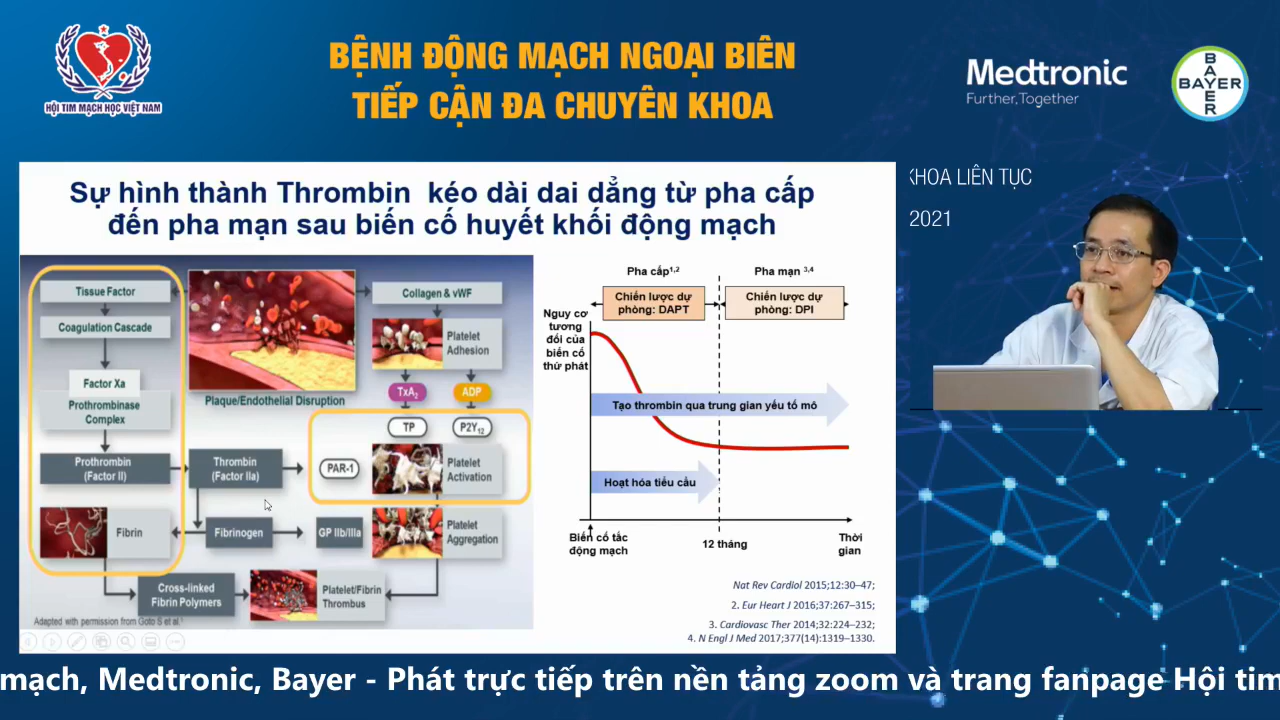 BỆNH ĐỘNG MẠCH NGOẠI BIÊN
TIẾP CẬN ĐA CHUYÊN KHOA
HỘI TIM MẠCH HỌC VIỆT NAM
Medtronic
Further, Together
BAYER
BAYER
KHOA LIÊN TỤC
2021
Sự hình thành Thrombin kéo dài dai dẳng từ pha cấp
đến pha mạn sau biến cố huyết khối động mạch
Tissue Factor
Coagulation Cascade
Factor Xa
Prothrombinase
Complex
Prothrombin
(Factor II)
Fibrin
Plaque/Endothelial Disruption
Thrombin
(Factor IIa)
Fibrinogen
Cross-linked
Fibrin Polymers
Collagen & vWF
Platelet
Adhesion
TxA2
ADP
TP
P2Y12
PAR-1
Platelet
Activation
GP IIb/IIIa
Platelet
Aggregation
Platelet/Fibrin
Thrombus
Adapted with permission from Goto S et al.
Pha cấp1,2
Pha mạn 3,4
Chiến lược dự
phòng: DAPT
Chiến lược dự
phòng: DPI
Nguy cơ
tương
đối của
biến cố
thứ phát
Tạo thrombin qua trung gian yếu tố mô
Hoạt hóa tiểu cầu
Biến cố tắc
động mạch
12 tháng
Thời
gian
Nat Rev Cardiol 2015;12:30–47;
2. Eur Heart J 2016;37:267–315;
3. Cardiovasc Ther 2014;32:224–232;
4. N Engl J Med 2017;377(14):1319–1330.
mạch, Medtronic, Bayer - Phát trực tiếp trên nền tảng zoom và trang fanpage Hội tim